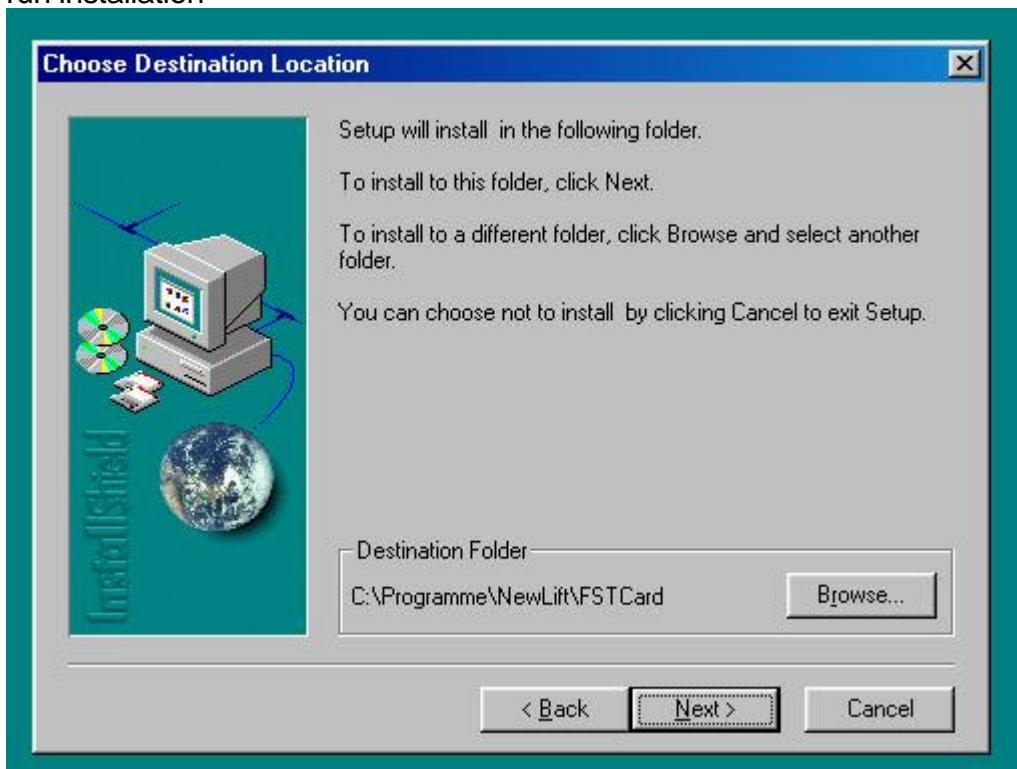 run installation
Choose Destination Location
Setup will install  in the following folder.
To install to this folder, click Next.
To install to a different folder, click Browse and select another
folder.
You can choose not to install  by clicking Cancel to exit Setup.
InstallShield
Destination Folder
C:\Programme\NewLift\FSTCard
Browse...
< Back
Next >
Cancel